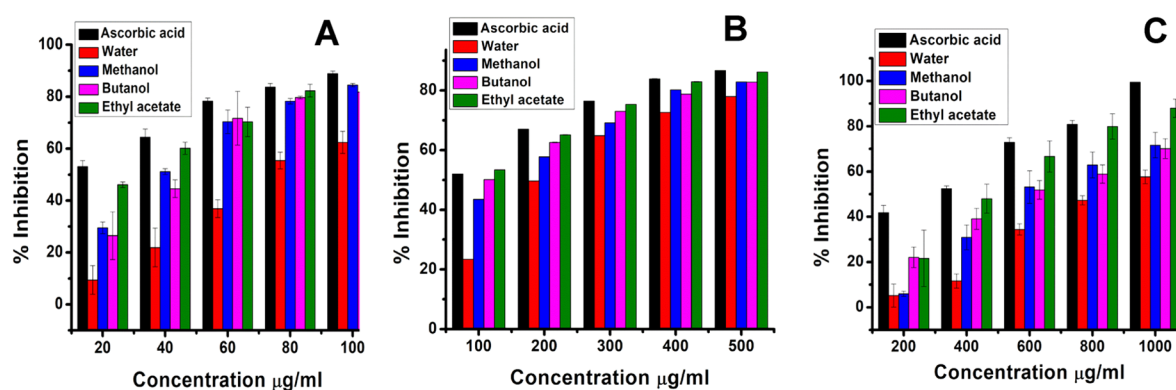 A
Ascorbic acid
Water
Methanol
Butanol
Ethyl acetate
% Inhibition
100
80
60
40
20
0
20 40 60 80 100
Concentration µg/ml
B
Ascorbic acid
Water
Methanol
Butanol
Ethyl acetate
% Inhibition
80
60
40
20
0
100 200 300 400 500
Concentration µg/ml
C
Ascorbic acid
Water
Methanol
Butanol
Ethyl acetate
% Inhibition
100
80
60
40
20
0
200 400 600 800 1000
Concentration µg/ml